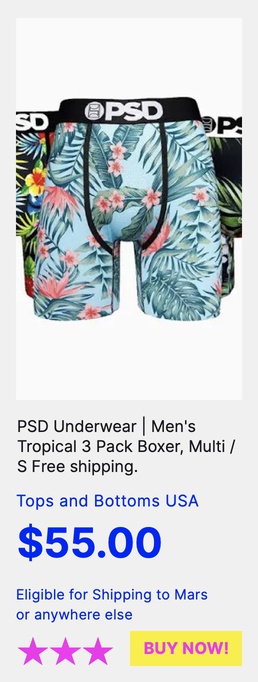 PSD
SD
PS
PSD Underwear | Men's
Tropical 3 Pack Boxer, Multi /
S Free shipping.
Tops and Bottoms USA
$55.00
Eligible for Shipping to Mars
or anywhere else
BUY NOW!